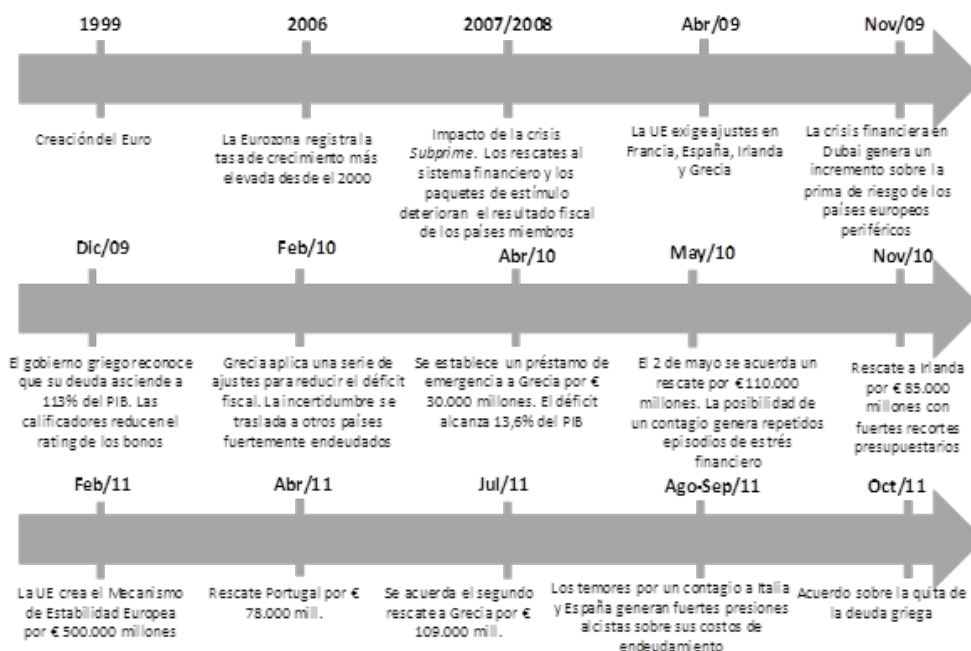 1999
2006
2007/2008
Abr/09
Nov/09
Creación del Euro
La Eurozona registra la
tasa de crecimiento más
elevada desde el 2000
Impacto de la crisis
Subprime. Los rescates al
sistema financiero y los
paquetes de estímulo
deterioran el resultado fiscal
de los países miembros
La UE exige ajustes en
Francia, España, Irlanda
y Grecia
La crisis financiera en
Dubai genera un
incremento sobre la
prima de riesgo de los
países europeos
periféricos
Dic/09
Feb/10
Abr/10
May/10
Nov/10
El gobierno griego reconoce
que su deuda asciende a
113% del PIB. Las
calificadores reducen el
rating de los bonos
Grecia aplica una serie de
ajustes para reducir el déficit
fiscal. La incertidumbre se
traslada a otros países
fuertemente endeudados
Se establece un préstamo de
emergencia a Grecia por €
30.000 millones. El déficit
alcanza 13,6% del PIB
El 2 de mayo se acuerda un
rescate por €110.000
millones. La posibilidad de
un contagio genera repetidos
episodios de estrés
financiero
Rescate a Irlanda
por € 85.000
millones con
fuertes recortes
presupuestarios
Feb/11
Abr/11
Jul/11
Ago-Sep/11
Oct/11
La UE crea el Mecanismo
de Estabilidad Europea
por € 500.000 millones
Rescate Portugal por €
78.000 mill.
Se acuerda el segundo
rescate a Grecia por €
109.000 mill.
Los temores por un contagio a Italia
y España generan fuertes presiones
alcistas sobre sus costos de
endeudamiento
Acuerdo sobre la quita de
la deuda griega